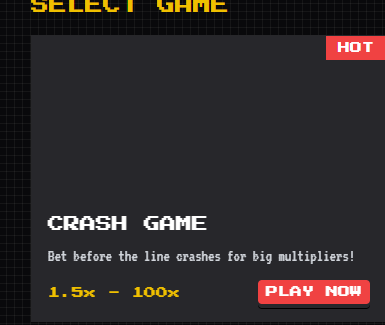 SELECT GAME
HOT
CRASH GAME
Bet before the line crashes for big multipliers!
1.5x - 100x
PLAY NOW